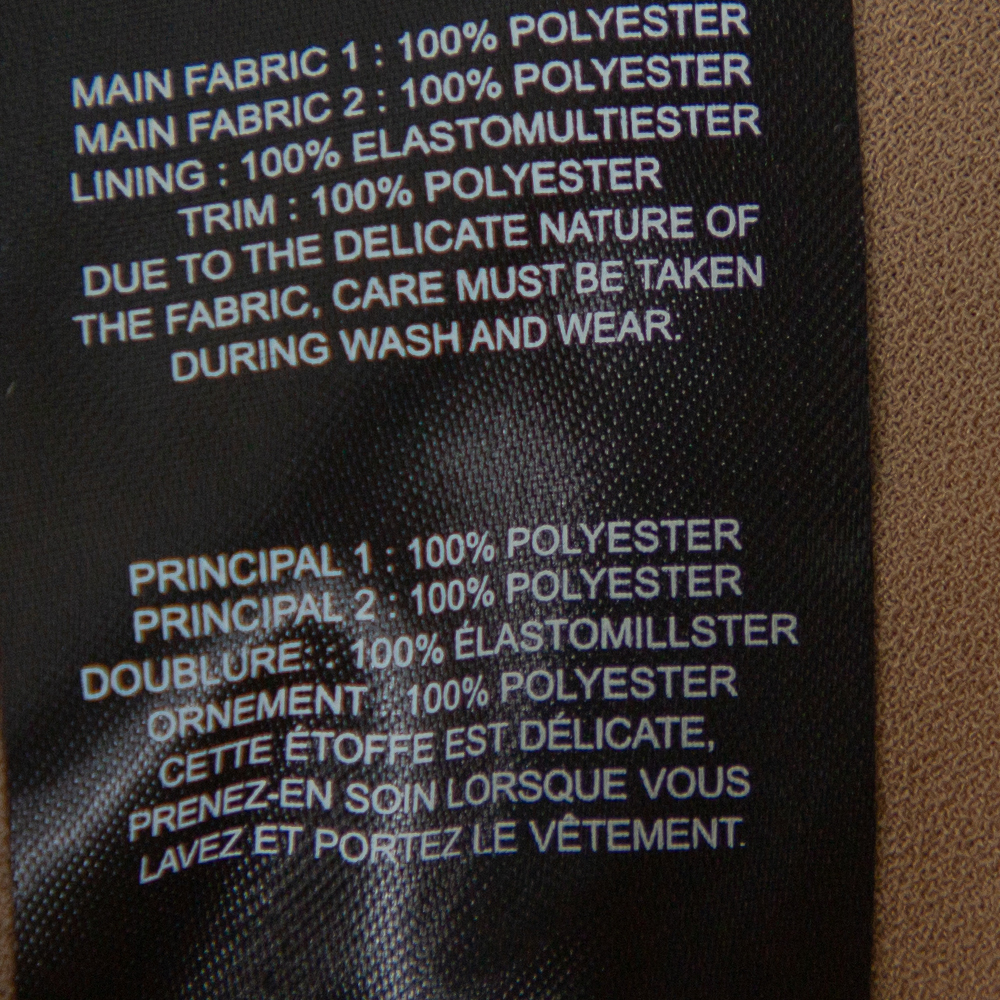 MAIN FABRIC 1 : 100% POLYESTER
MAIN FABRIC 2 : 100% POLYESTER
LINING : 100% ELASTOMULTIESTER
TRIM : 100% POLYESTER
DUE TO THE DELICATE NATURE OF
THE FABRIC, CARE MUST BE TAKEN
DURING WASH AND WEAR.
PRINCIPAL 1 : 100% POLYESTER
PRINCIPAL 2 : 100% POLYESTER
DOUBLURE : 100% ÉLASTOMILLSTER
ORNEMENT : 100% POLYESTER
CETTE ÉTOFFE EST DÉLICATE,
PRENEZ-EN SOIN LORSQUE VOUS
LAVEZ ET PORTEZ LE VÊTEMENT.